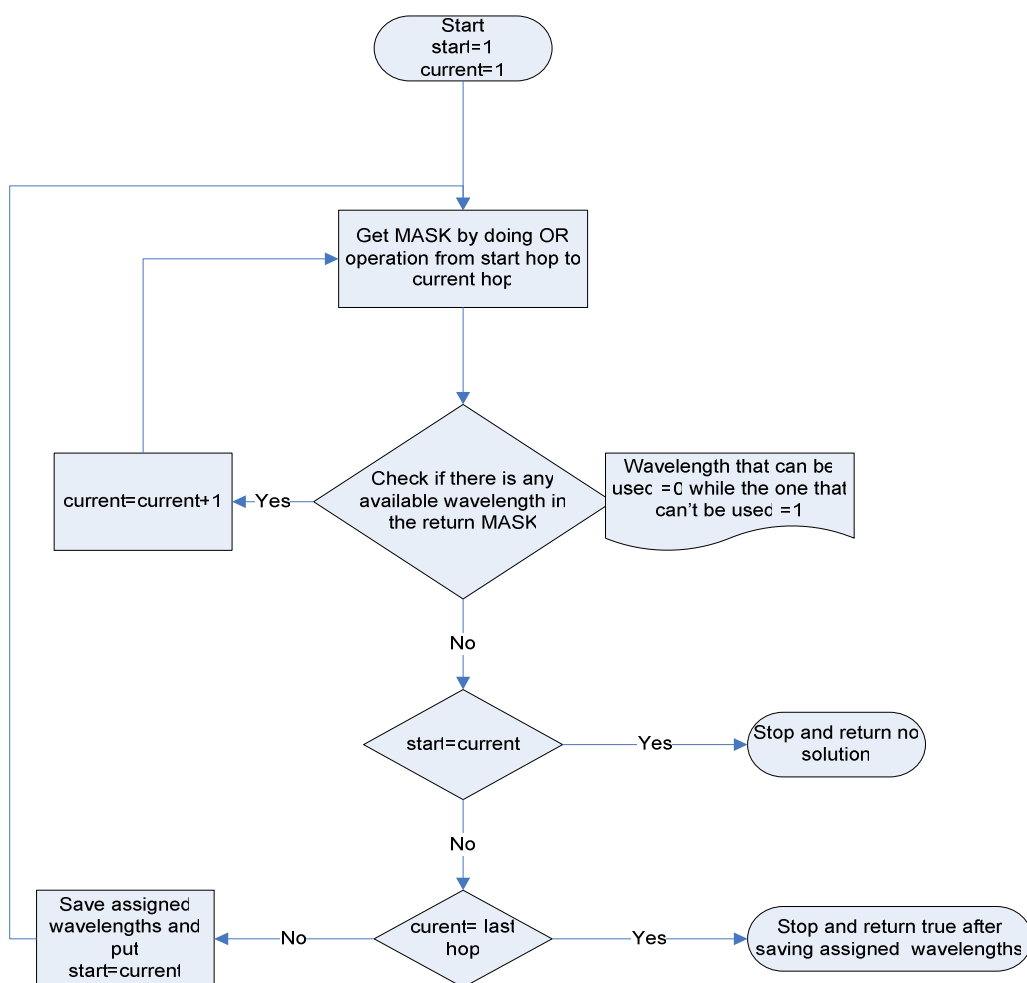 Start
start=1
current=1
Get MASK by doing OR
operation from start hop to
current hop
Check if there is any
available wavelength in
the return MASK
Wavelength that can be
used =0 while the one that
can't be used =1
Yes
current=current+1
No
start=current
Yes
Stop and return no
solution
No
curent= last
hop
Yes
Stop and return true after
saving assigned wavelengths
No
Save assigned
wavelengths and
put
start=current